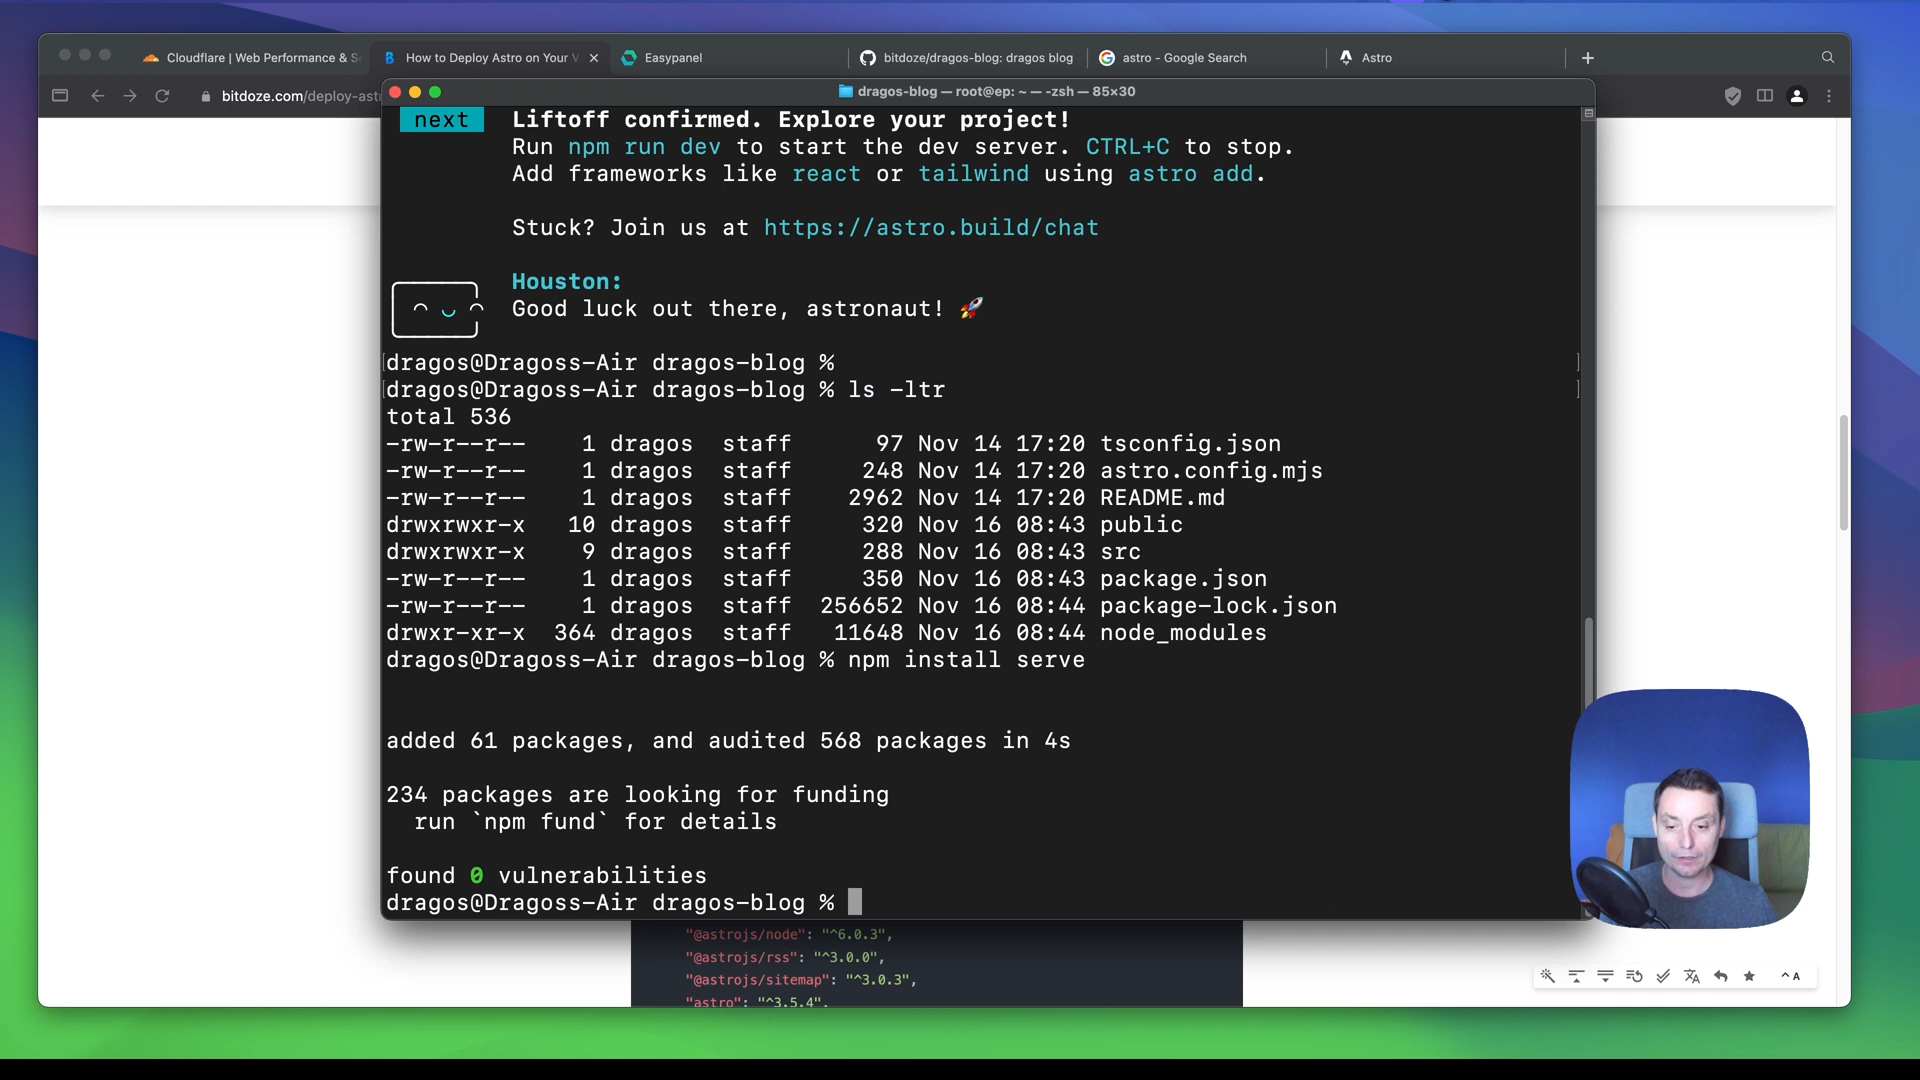 Cloudflare | Web Performance & Se
How to Deploy Astro on Your V
Easypanel
bitdoze/dragos-blog: dragos blog
astro - Google Search
Astro
bitdoze.com/deploy-ast
dragos-blog — root@ep: ~ — -zsh — 85×30
next Liftoff confirmed. Explore your project!
Run npm run dev to start the dev server. CTRL+C to stop.
Add frameworks like react or tailwind using astro add.
Stuck? Join us at https://astro.build/chat
Houston:
Good luck out there, astronaut! 🚀
dragos@Dragoss-Air dragos-blog %
dragos@Dragoss-Air dragos-blog % ls -ltr
total 536
-rw-r--r-- 1 dragos staff 97 Nov 14 17:20 tsconfig.json
-rw-r--r-- 1 dragos staff 248 Nov 14 17:20 astro.config.mjs
-rw-r--r-- 1 dragos staff 2962 Nov 14 17:20 README.md
drwxrwxr-x 10 dragos staff 320 Nov 16 08:43 public
drwxrwxr-x 9 dragos staff 288 Nov 16 08:43 src
-rw-r--r-- 1 dragos staff 350 Nov 16 08:43 package.json
-rw-r--r-- 1 dragos staff 256652 Nov 16 08:44 package-lock.json
drwxr-xr-x 364 dragos staff 11648 Nov 16 08:44 node_modules
dragos@Dragoss-Air dragos-blog % npm install serve
added 61 packages, and audited 568 packages in 4s
234 packages are looking for funding
run `npm fund` for details
found 0 vulnerabilities
dragos@Dragoss-Air dragos-blog %
"@astrojs/node": "^6.0.3",
"@astrojs/rss": "^3.0.0",
"@astrojs/sitemap": "^3.0.3",
"astro": "^3.5.4",
^ A